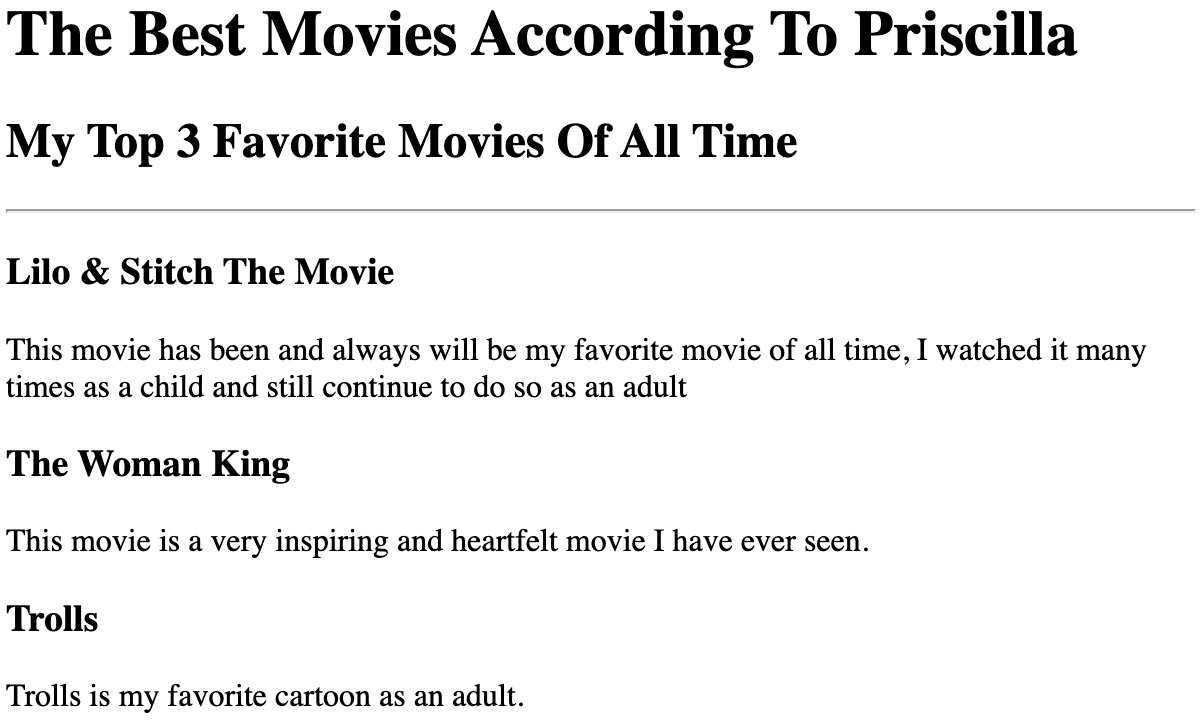 The Best Movies According To Priscilla
My Top 3 Favorite Movies Of All Time
Lilo & Stitch The Movie
This movie has been and always will be my favorite movie of all time, I watched it many
times as a child and still continue to do so as an adult
The Woman King
This movie is a very inspiring and heartfelt movie I have ever seen.
Trolls
Trolls is my favorite cartoon as an adult.